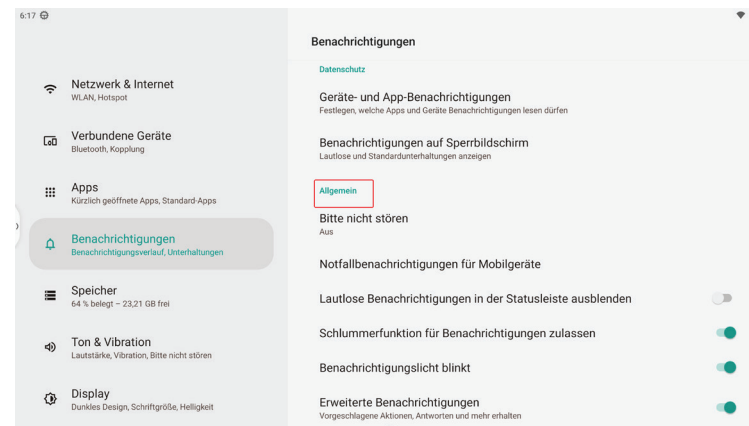 6:17
Netzwerk & Internet
WLAN, Hotspot
Verbundene Geräte
Bluetooth, Kopplung
Apps
Kürzlich geöffnete Apps, Standard-Apps
Benachrichtigungen
Benachrichtigungsverlauf, Unterhaltungen
Speicher
64 % belegt – 23,21 GB frei
Ton & Vibration
Lautstärke, Vibration, Bitte nicht stören
Display
Dunkles Design, Schriftgröße, Helligkeit
Benachrichtigungen
Datenschutz
Geräte- und App-Benachrichtigungen
Festlegen, welche Apps und Geräte Benachrichtigungen lesen dürfen
Benachrichtigungen auf Sperrbildschirm
Lautlose und Standardunterhaltungen anzeigen
Allgemein
Bitte nicht stören
Aus
Notfallbenachrichtigungen für Mobilgeräte
Lautlose Benachrichtigungen in der Statusleiste ausblenden
Schlummerfunktion für Benachrichtigungen zulassen
Benachrichtigungslicht blinkt
Erweiterte Benachrichtigungen
Vorgeschlagene Aktionen, Antworten und mehr erhalten